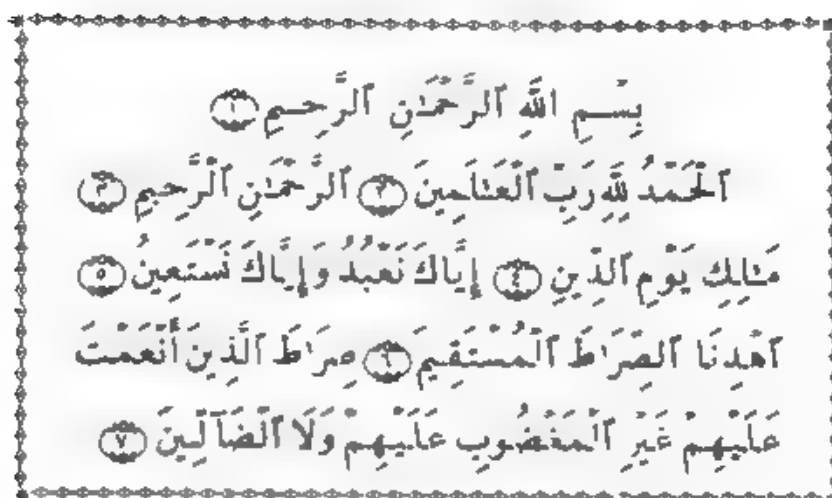 بِسْمِ اللَّهِ ٱلرَّحْمَـٰنِ ٱلرَّحِيمِ ١
ٱلْحَمْدُ لِلَّهِ رَبِّ ٱلْعَـٰلَمِينَ ٢ ٱلرَّحْمَـٰنِ ٱلرَّحِيمِ ٣
مَـٰلِكِ يَوْمِ ٱلدِّينِ ٤ إِيَّاكَ نَعْبُدُ وَإِيَّاكَ نَسْتَعِينُ ٥
ٱهْدِنَا ٱلصِّرَٰطَ ٱلْمُسْتَقِيمَ ٦ صِرَٰطَ ٱلَّذِينَ أَنْعَمْتَ
عَلَيْهِمْ غَيْرِ ٱلْمَغْضُوبِ عَلَيْهِمْ وَلَا ٱلضَّآلِّينَ ٧